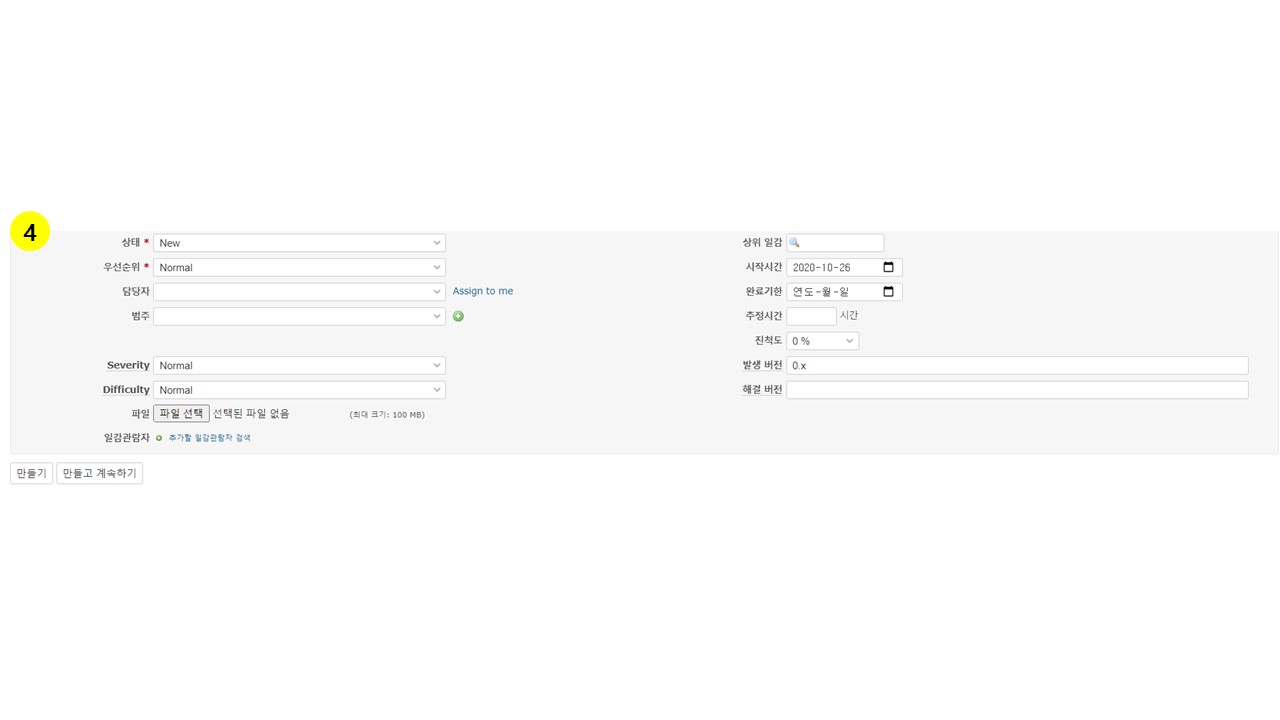 4
상태 * New
상위 일감
우선순위 * Normal
시작시간 2020-10-26
담당자 Assign to me
완료기한 연도-월-일
범주
추정시간 시간
진척도 0 %
Severity Normal
발생 버전 0.x
Difficulty Normal
해결 버전
파일 파일 선택 선택된 파일 없음 (최대 크기: 100 MB)
일감관람자 추가할 일감관람자 검색
만들기 만들고 계속하기